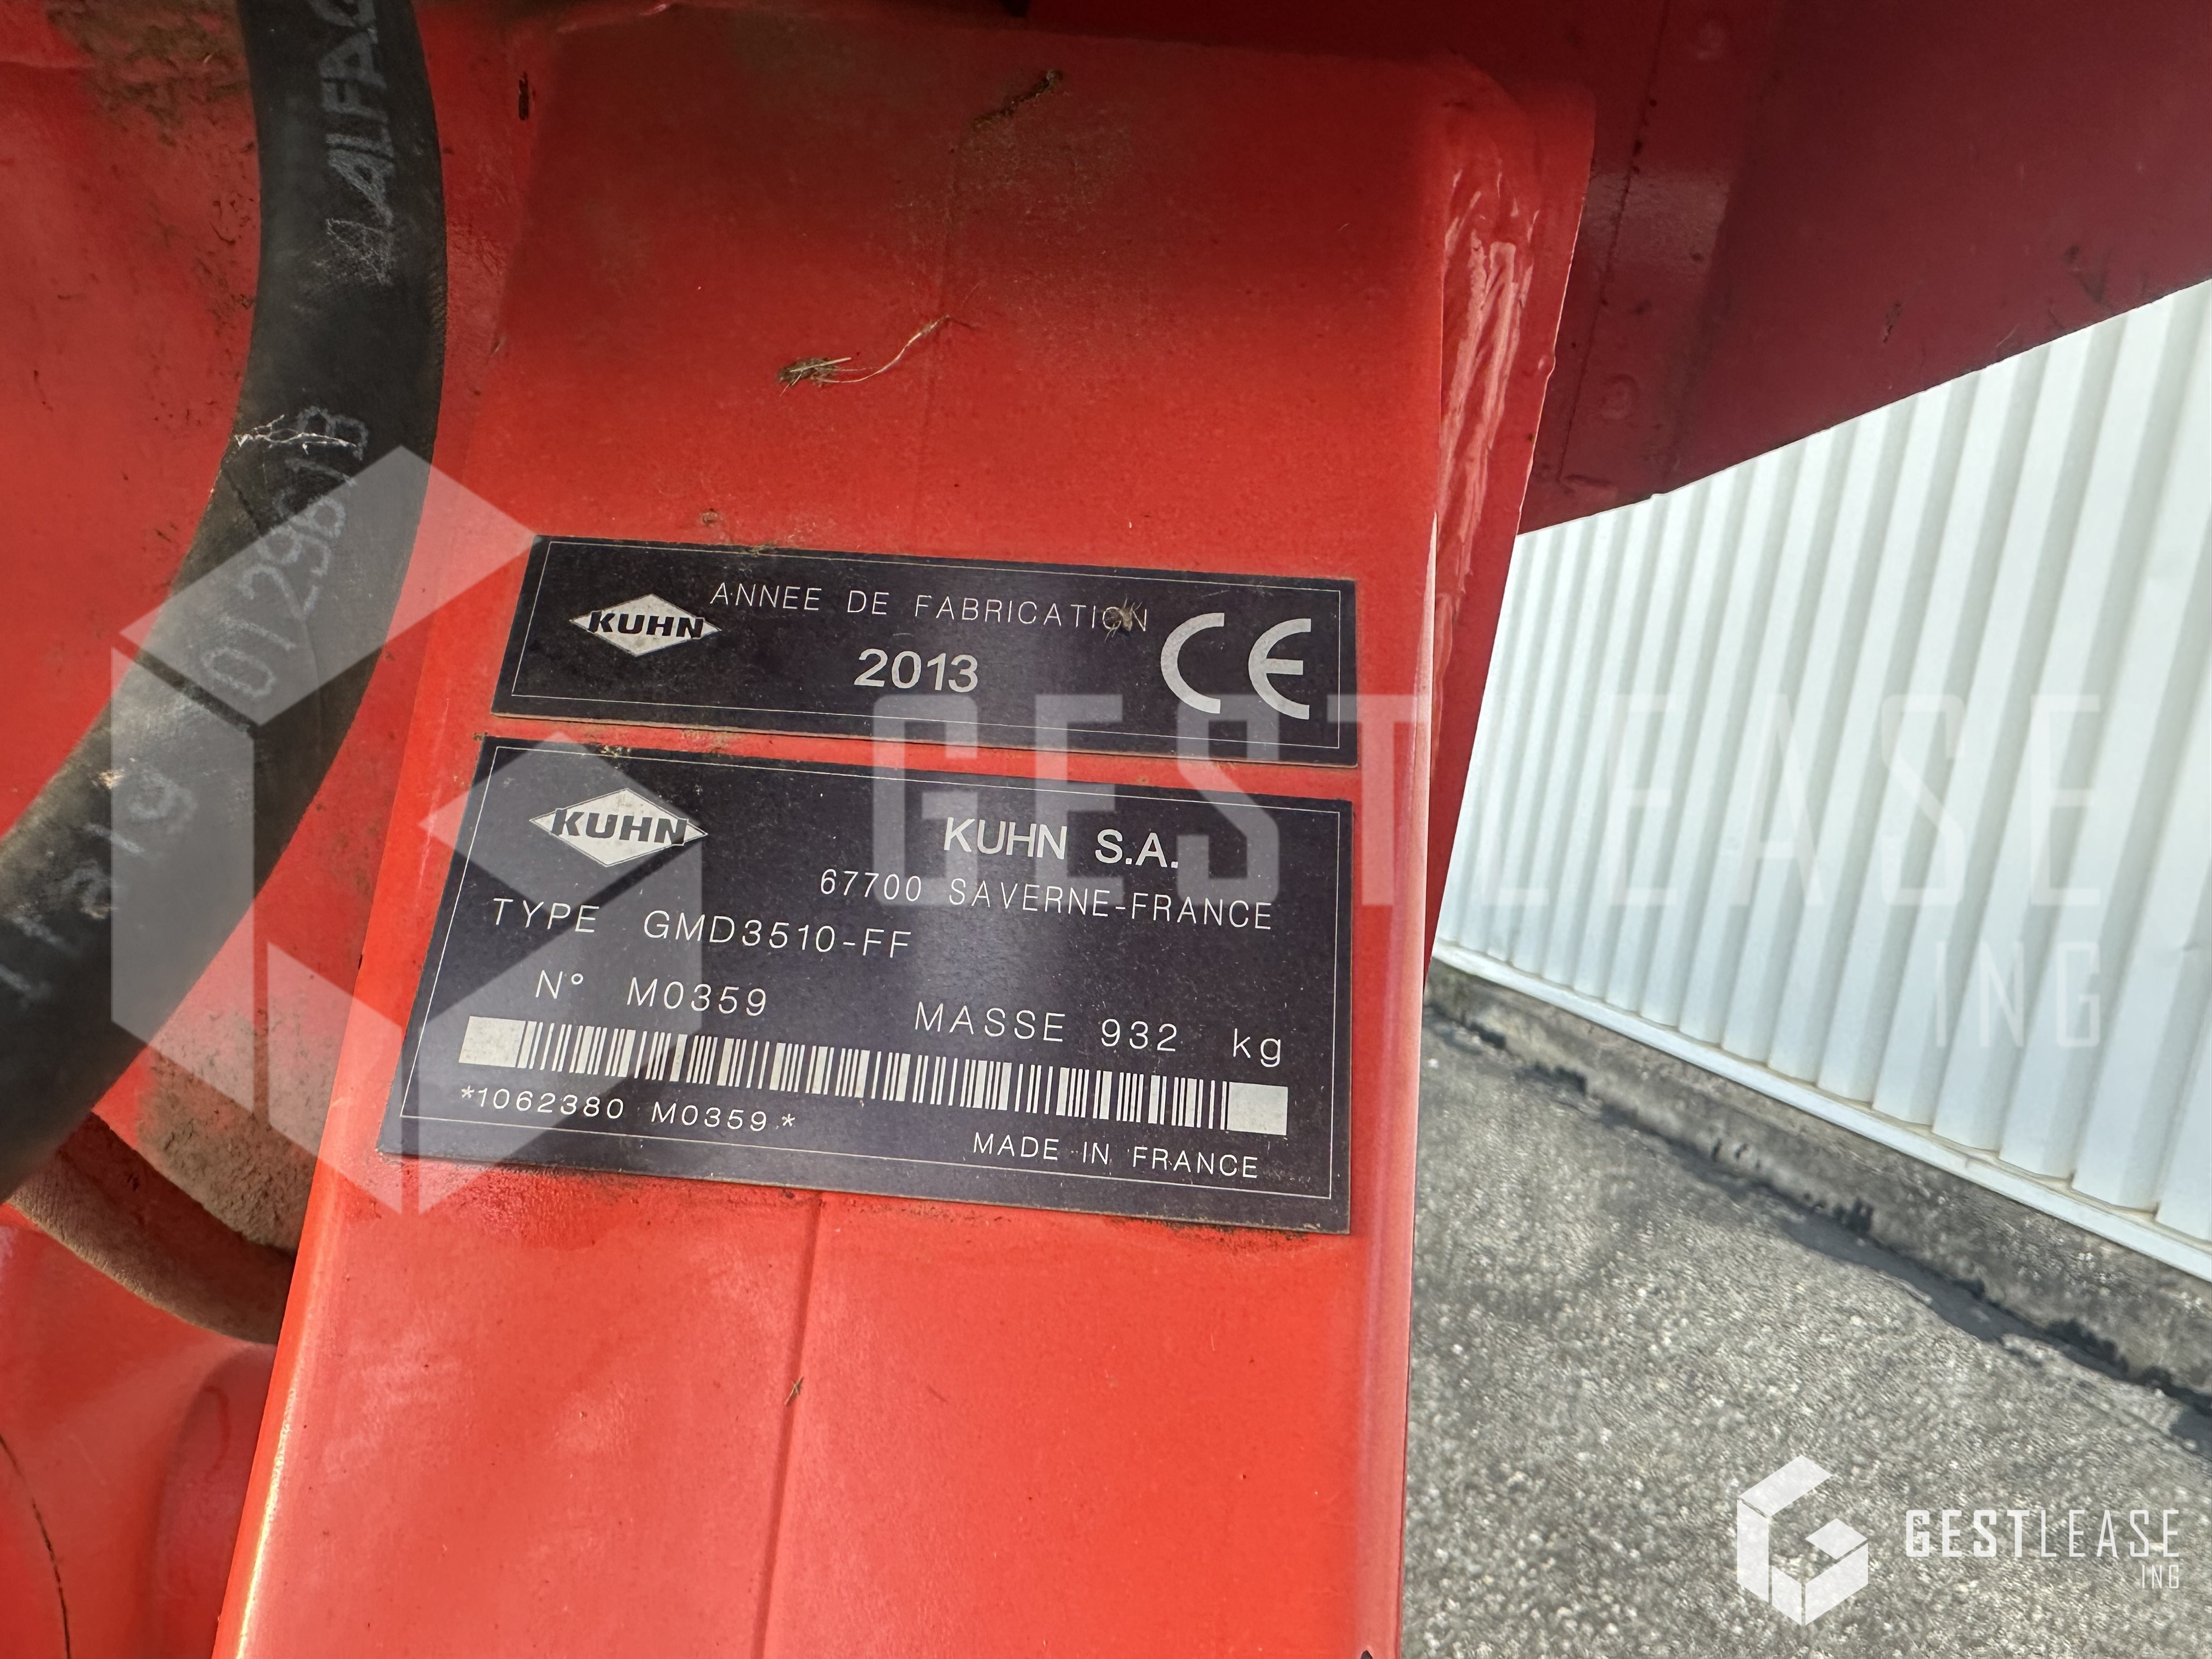 KUHN
ANNEE DE FABRICATION
2013
CE
KUHN
KUHN S.A.
67700 SAVERNE-FRANCE
TYPE GMD3510-FF
N° M0359 MASSE 932 kg
*1062380 M0359*
MADE IN FRANCE
GESTLEASE
ING
GESTLEASE
ING